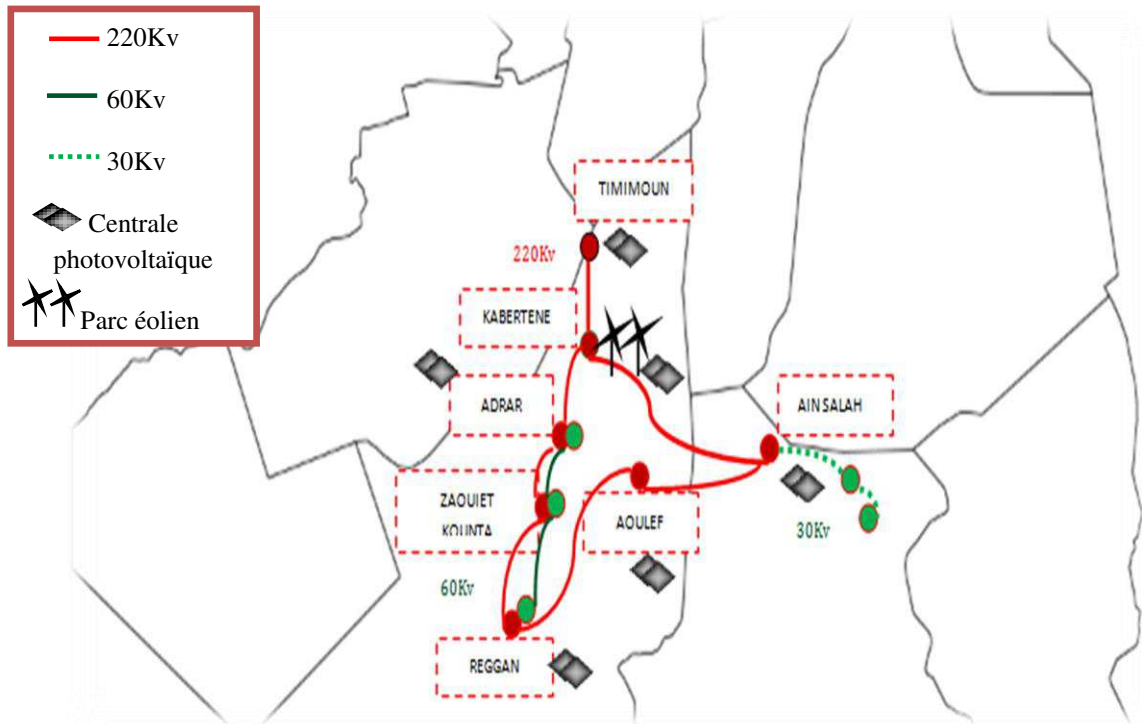 220Kv
60Kv
30Kv
Centrale
photovoltaïque
Parc éolien
TIMIMOUN
220Kv
KABERTENE
ADRAR
AIN SALAH
ZAOUIET
KOUNTA
AOULEF
30Kv
60Kv
REGGAN